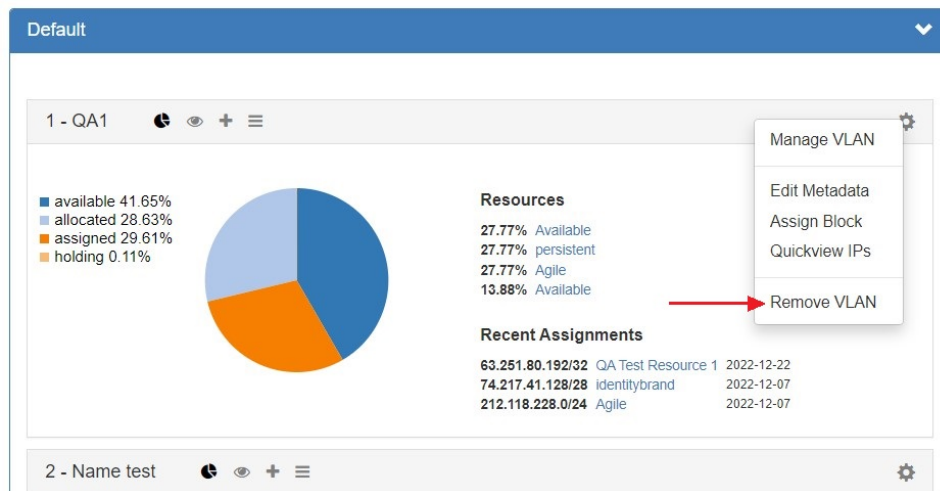 Default
1 - QA1
Manage VLAN
Edit Metadata
Assign Block
Quickview IPs
Remove VLAN
available 41.65%
allocated 28.63%
assigned 29.61%
holding 0.11%
Resources
27.77% Available
27.77% persistent
27.77% Agile
13.88% Available
Recent Assignments
63.251.80.192/32 QA Test Resource 1 2022-12-22
74.217.41.128/28 identitybrand 2022-12-07
212.118.228.0/24 Agile 2022-12-07
2 - Name test